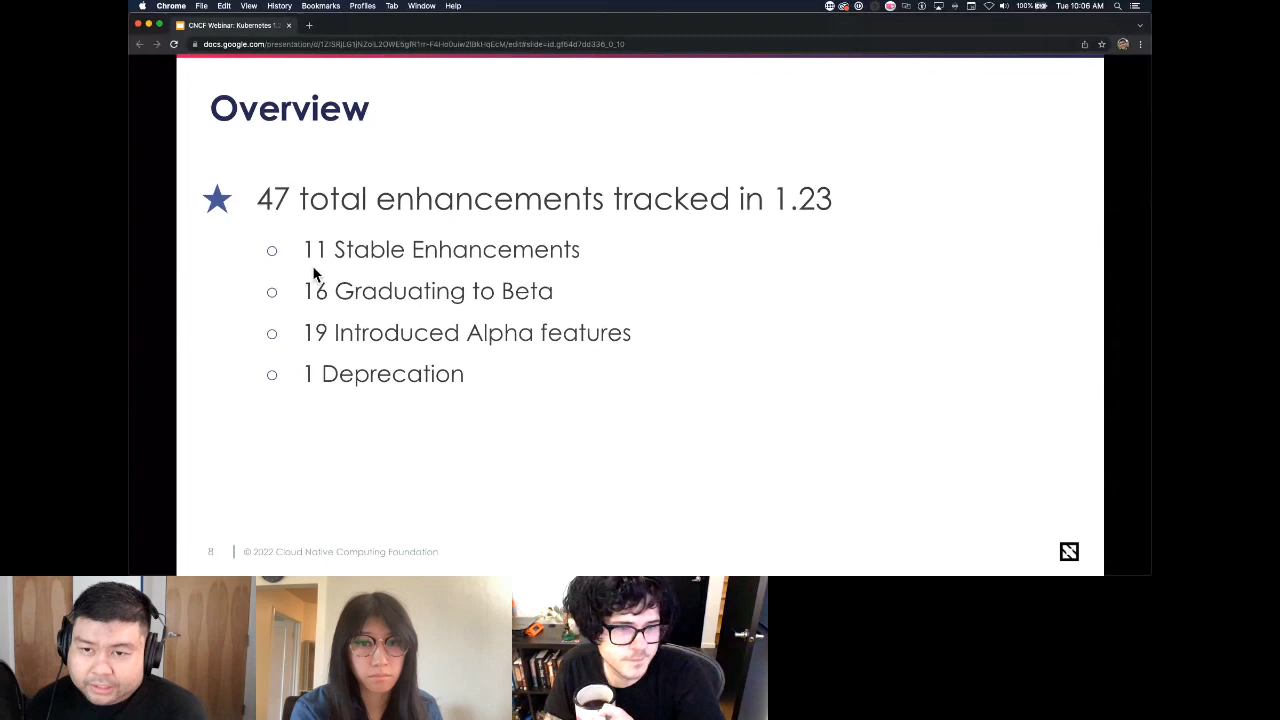 Chrome File Edit View History Bookmarks Profiles Tab Window Help 100% Tue 10:06 AM
CNCF Webinar: Kubernetes 1.
Overview
47 total enhancements tracked in 1.23
11 Stable Enhancements
16 Graduating to Beta
19 Introduced Alpha features
1 Deprecation
8 © 2022 Cloud Native Computing Foundation